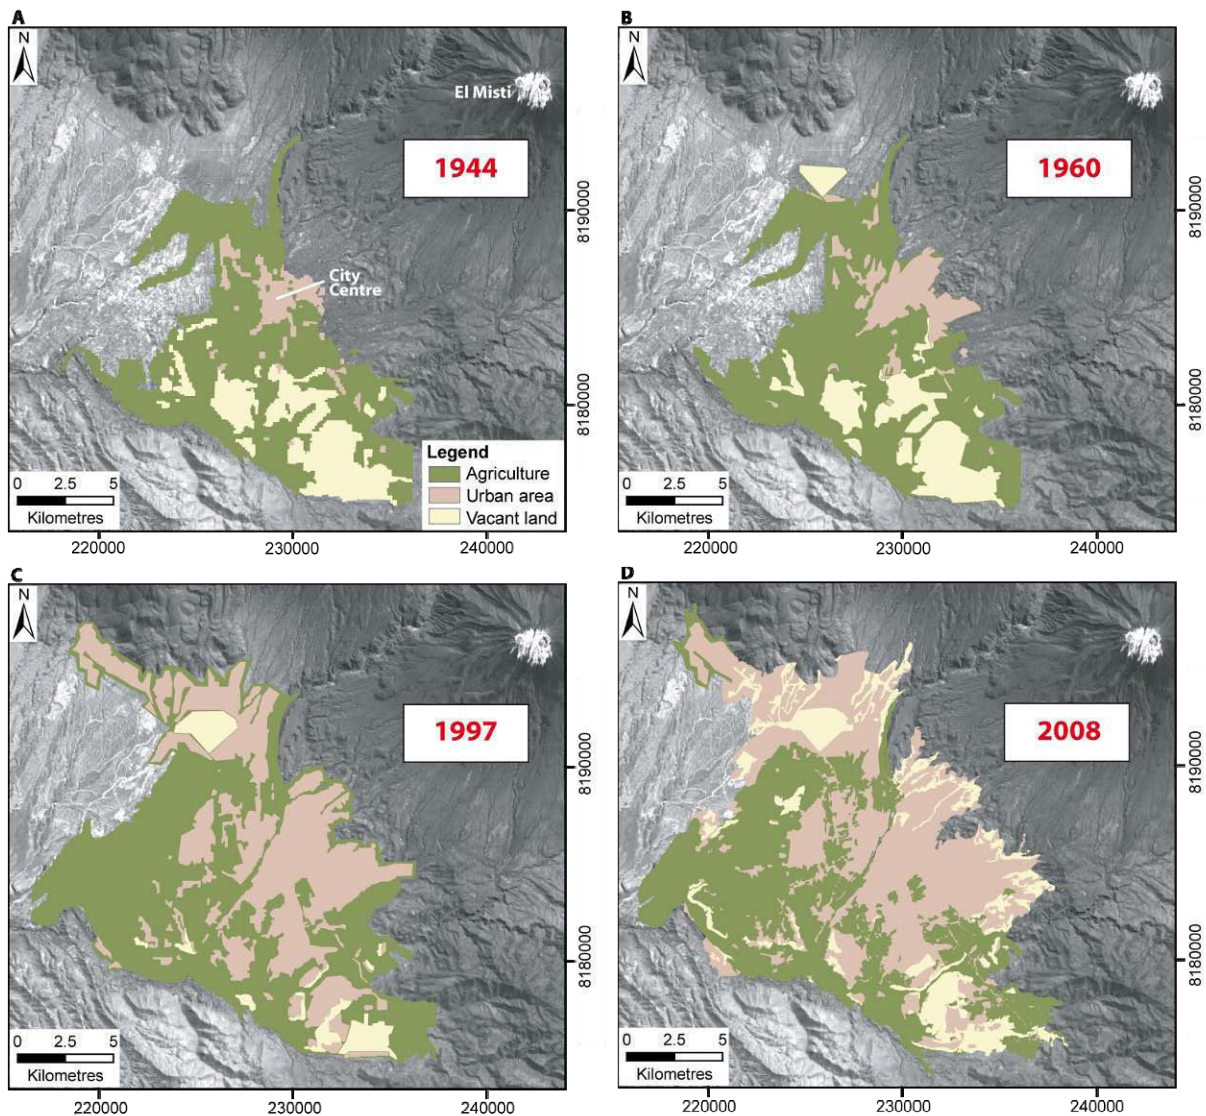 A
N
El Misti
1944
8190000
City
Centre
8180000
Legend
Agriculture
Urban area
Vacant land
0 2.5 5
Kilometres
220000 230000 240000
B
N
El Misti
1960
8190000
8180000
0 2.5 5
Kilometres
220000 230000 240000
C
N
1997
8190000
8180000
0 2.5 5
Kilometres
220000 230000 240000
D
N
2008
8190000
8180000
0 2.5 5
Kilometres
220000 230000 240000